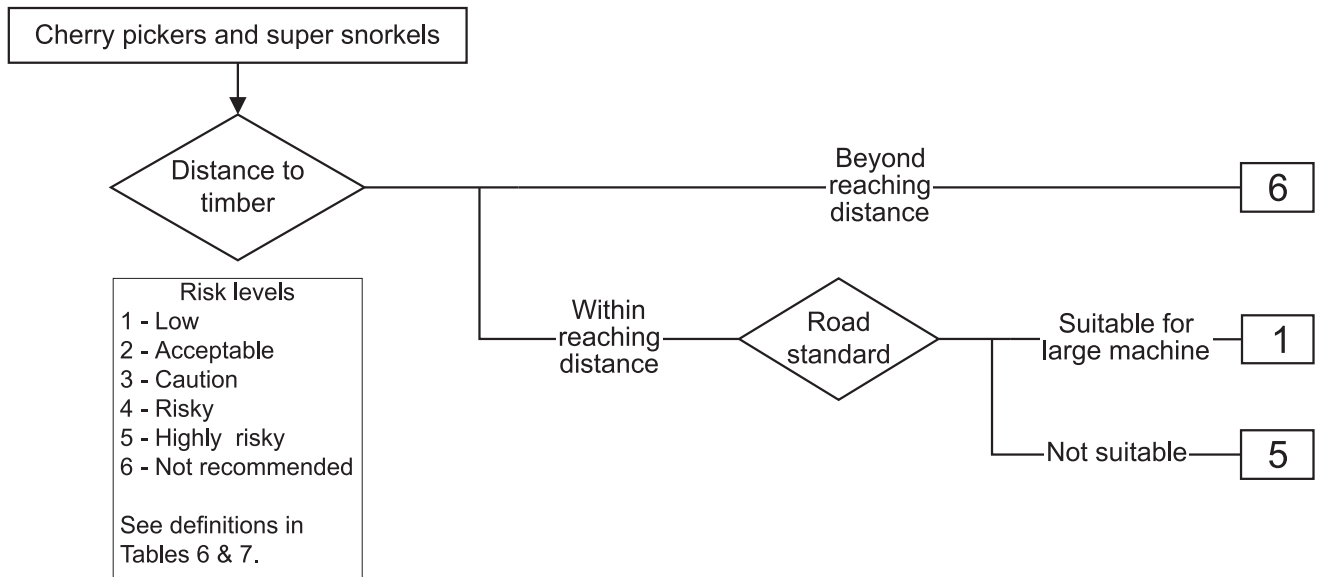 Cherry pickers and super snorkels
Distance to
timber
Beyond
reaching
distance
6
Within
reaching
distance
Road
standard
Suitable for
large machine
1
Not suitable
5
Risk levels
1 - Low
2 - Acceptable
3 - Caution
4 - Risky
5 - Highly risky
6 - Not recommended
See definitions in
Tables 6 & 7.